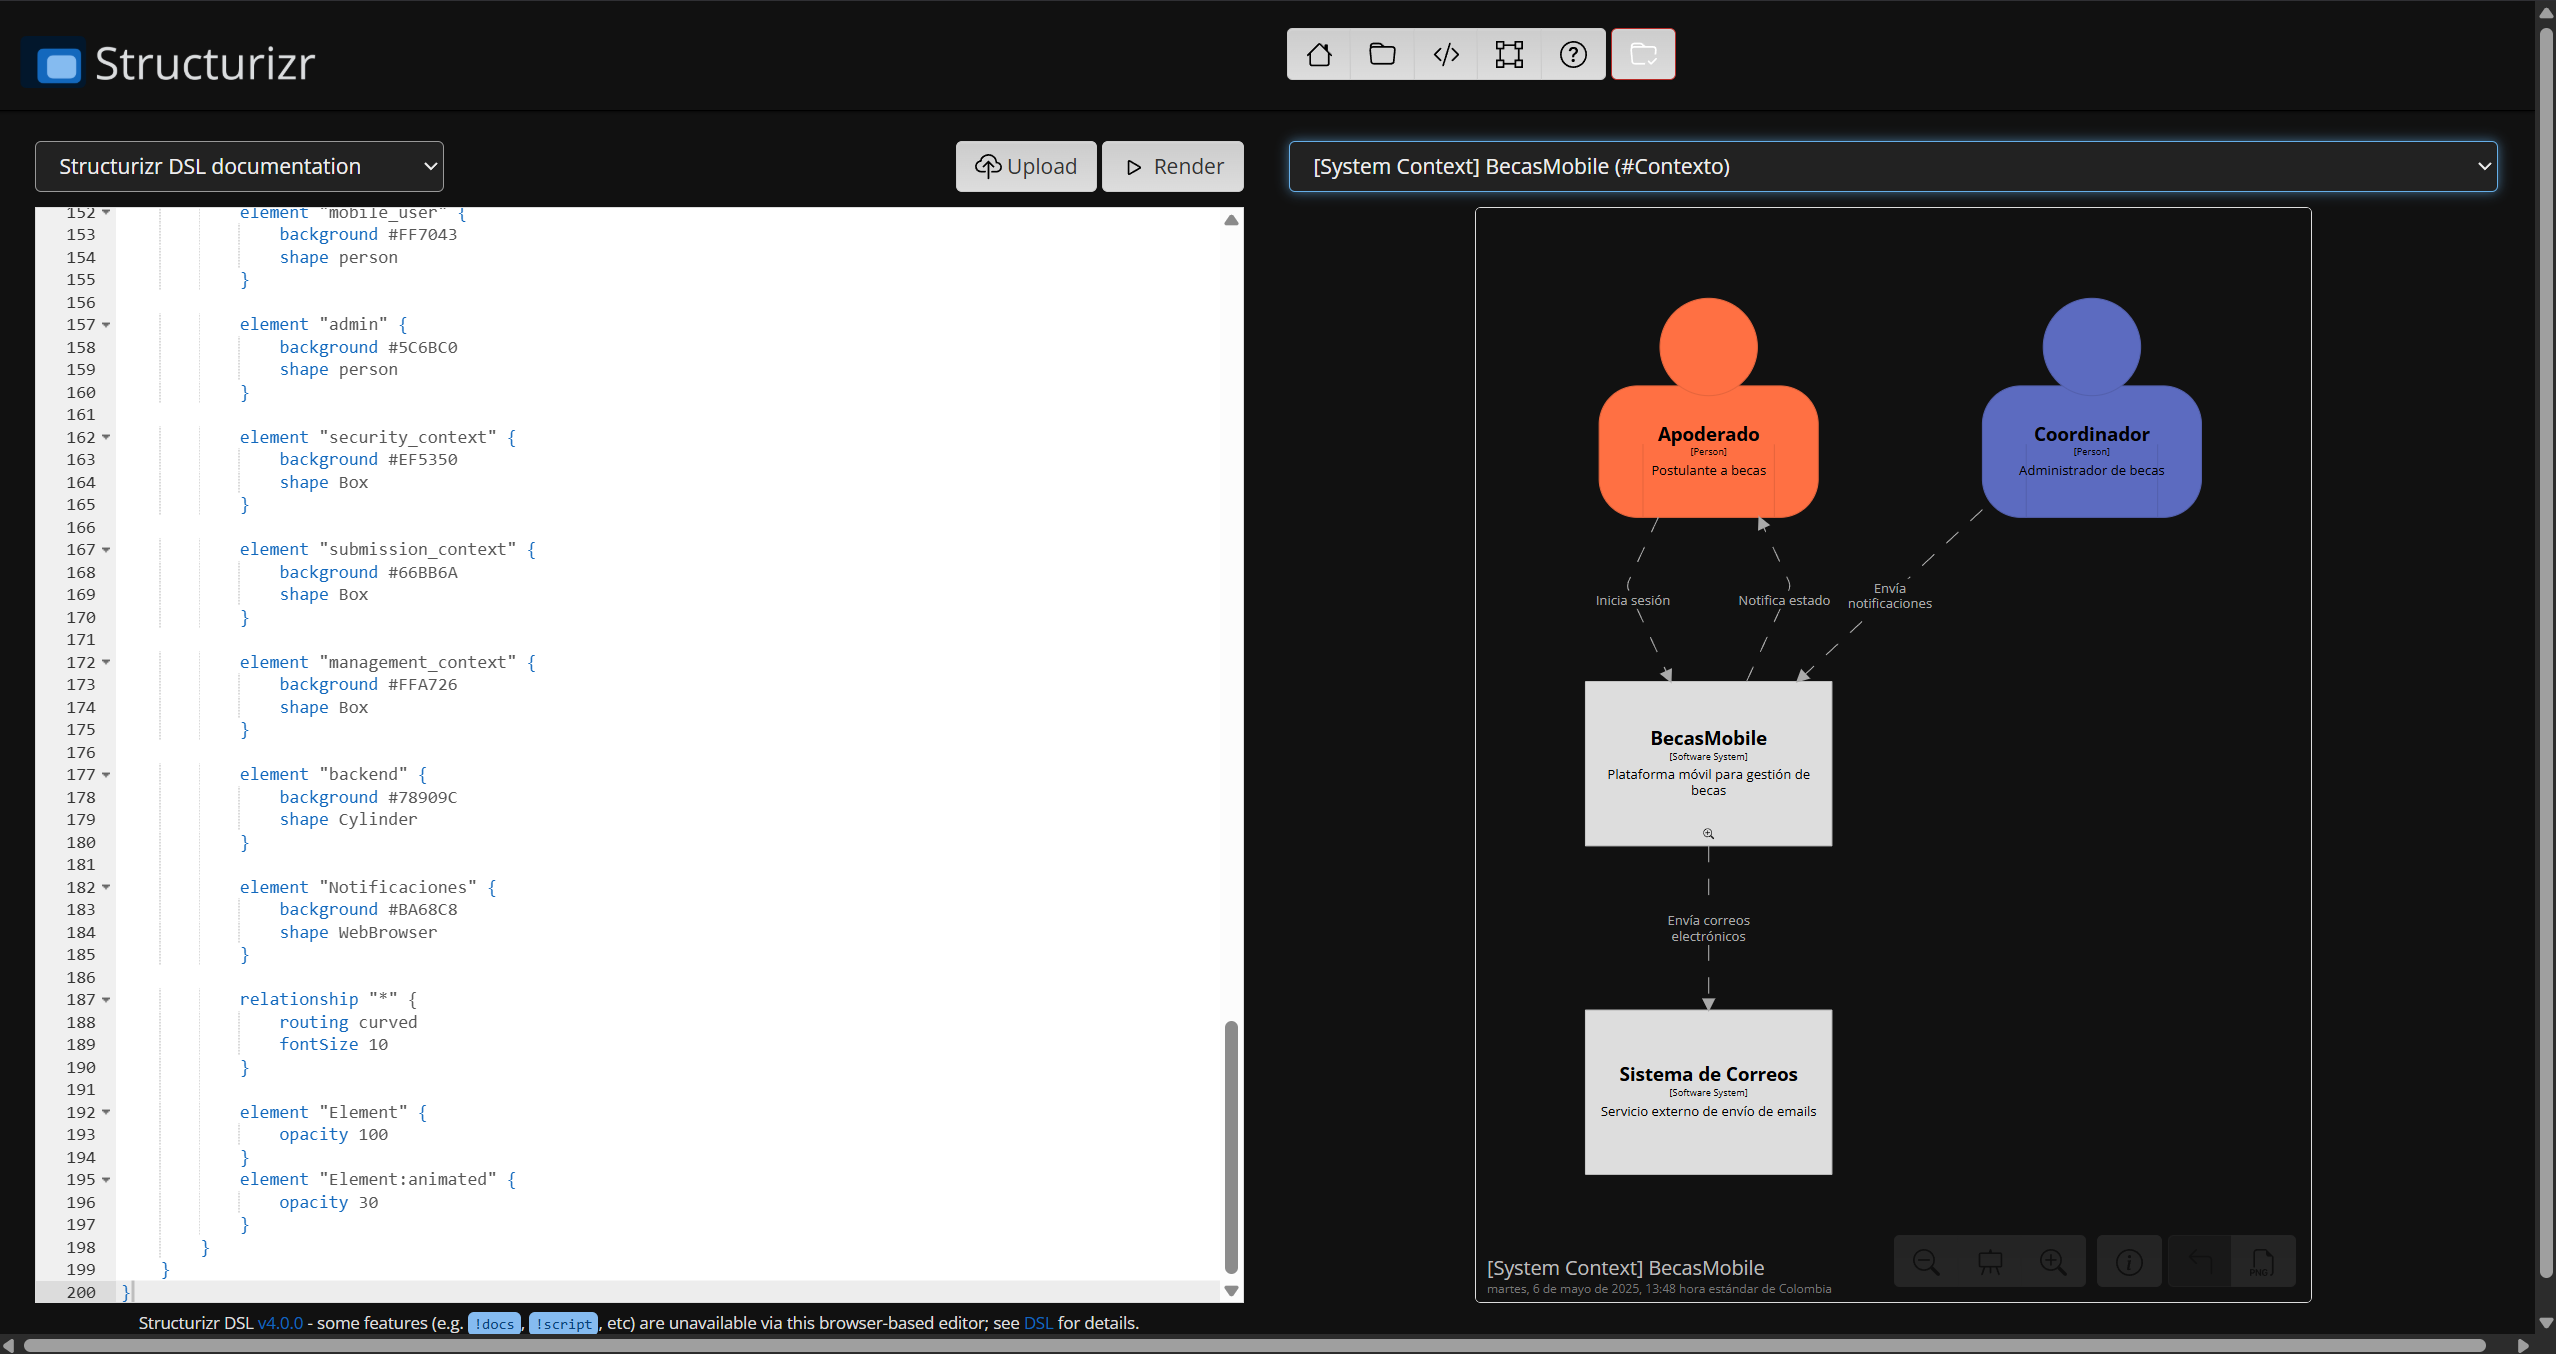 Structurizr
Structurizr DSL documentation
Upload
Render
[System Context] BecasMobile (#Contexto)
152 element "mobile_user" {
153 background #FF7043
154 shape person
155 }
156
157 element "admin" {
158 background #5C6BC0
159 shape person
160 }
161
162 element "security_context" {
163 background #EF5350
164 shape Box
165 }
166
167 element "submission_context" {
168 background #66BB6A
169 shape Box
170 }
171
172 element "management_context" {
173 background #FFA726
174 shape Box
175 }
176
177 element "backend" {
178 background #78909C
179 shape Cylinder
180 }
181
182 element "Notificaciones" {
183 background #BA68C8
184 shape WebBrowser
185 }
186
187 relationship "*" {
188 routing curved
189 fontSize 10
190 }
191
192 element "Element" {
193 opacity 100
194 }
195 element "Element:animated" {
196 opacity 30
197 }
198 }
199 }
200 }
Structurizr DSL v4.0.0 - some features (e.g. !docs, !script, etc) are unavailable via this browser-based editor; see DSL for details.
Apoderado
[Person]
Postulante a becas
Coordinador
[Person]
Administrador de becas
Inicia sesión
Notifica estado
Envía
notificaciones
BecasMobile
[Software System]
Plataforma móvil para gestión de
becas
Envía correos
electrónicos
Sistema de Correos
[Software System]
Servicio externo de envío de emails
[System Context] BecasMobile
martes, 6 de mayo de 2025, 13:48 hora estándar de Colombia
PNG